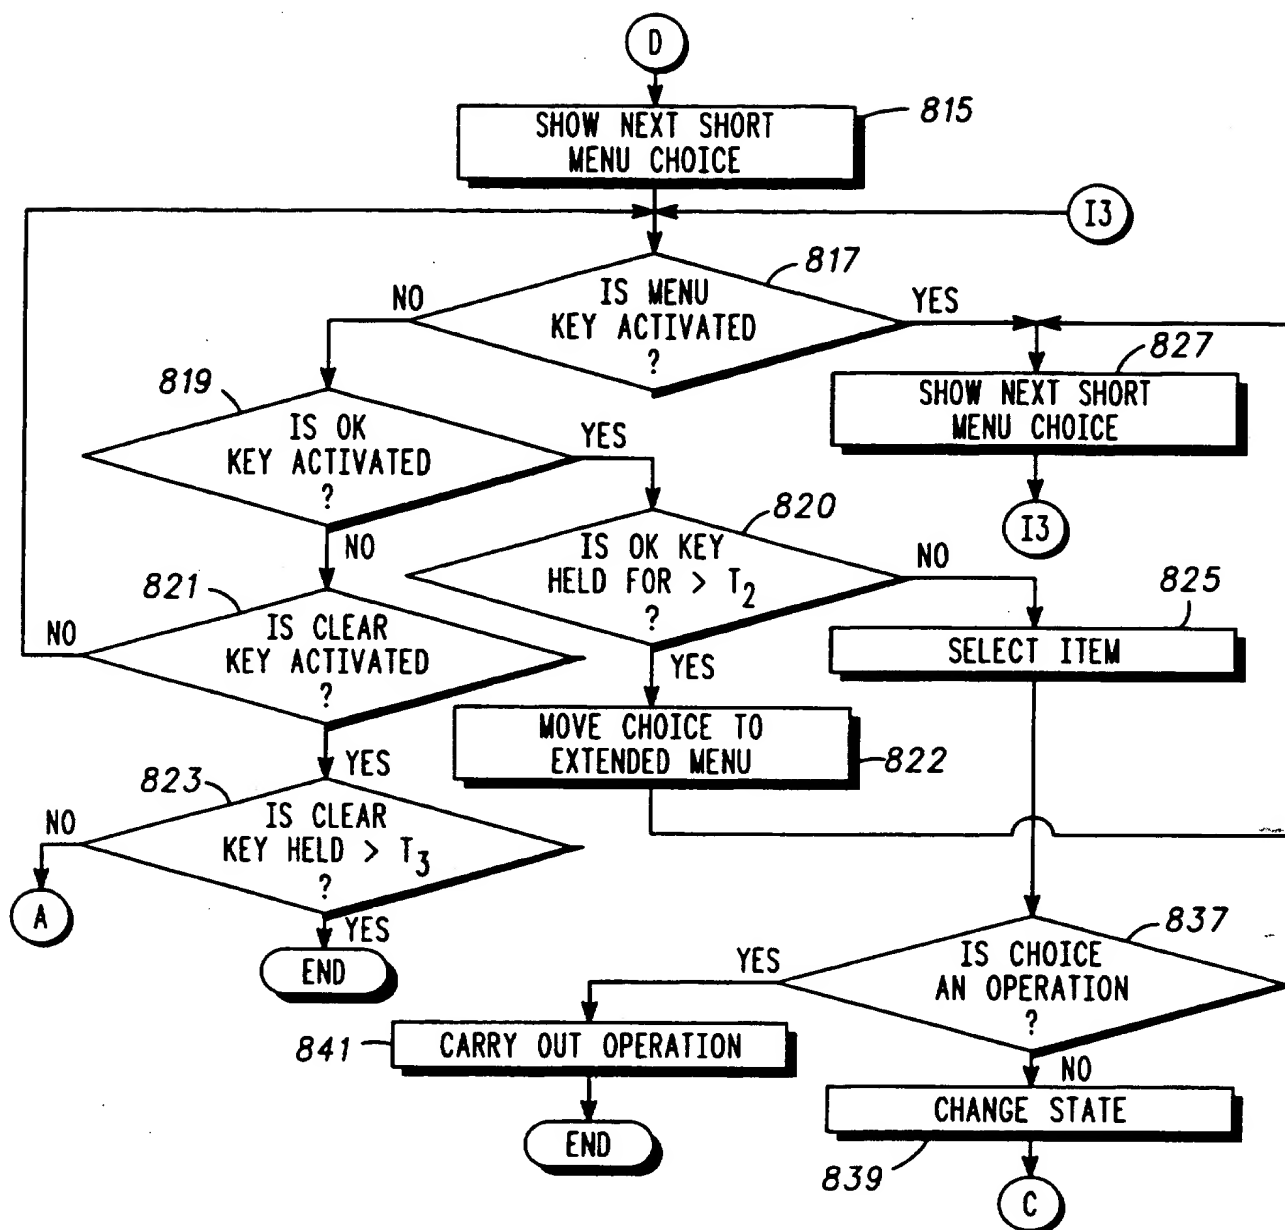 D
SHOW NEXT SHORT
MENU CHOICE
815
I3
817
IS MENU
KEY ACTIVATED
?
NO
YES
827
SHOW NEXT SHORT
MENU CHOICE
I3
819
IS OK
KEY ACTIVATED
?
YES
NO
820
IS OK KEY
HELD FOR > T2
?
NO
YES
825
SELECT ITEM
821
IS CLEAR
KEY ACTIVATED
?
NO
YES
MOVE CHOICE TO
EXTENDED MENU
822
823
IS CLEAR
KEY HELD > T3
?
NO
A
YES
END
837
IS CHOICE
AN OPERATION
?
YES
NO
841
CARRY OUT OPERATION
END
CHANGE STATE
839
C